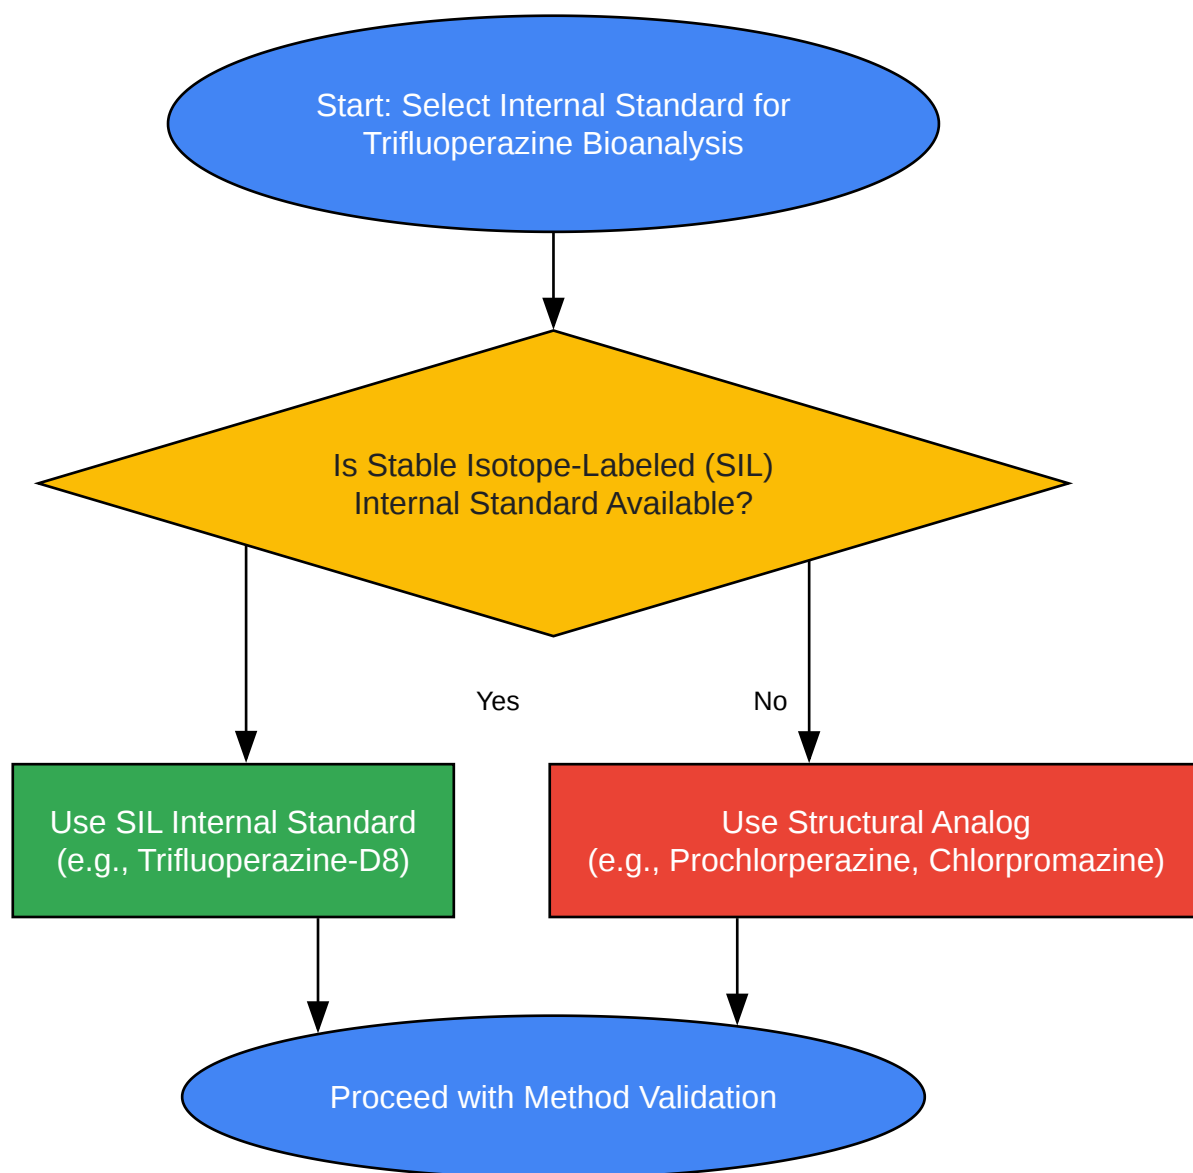 Start: Select Internal Standard for
Trifluoperazine Bioanalysis
Is Stable Isotope-Labeled (SIL)
Internal Standard Available?
Yes
No
Use SIL Internal Standard
(e.g., Trifluoperazine-D8)
Use Structural Analog
(e.g., Prochlorperazine, Chlorpromazine)
Proceed with Method Validation